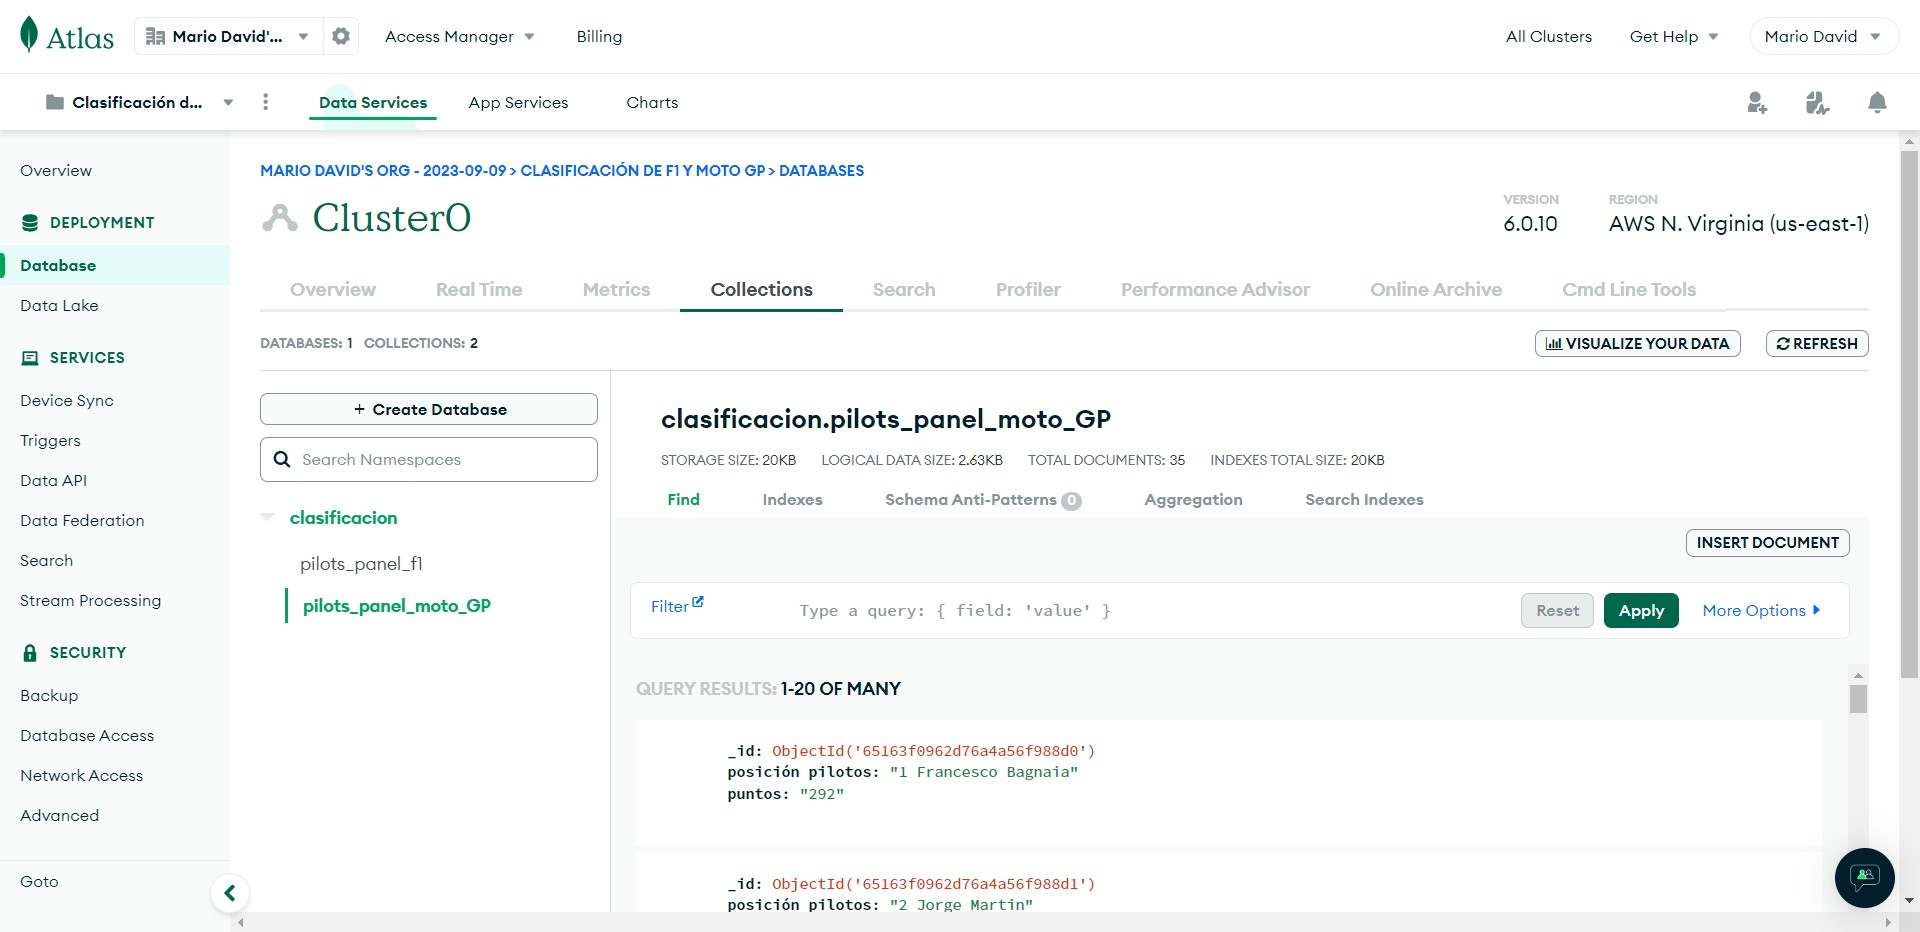 Atlas
Mario David'...
Access Manager
Billing
All Clusters
Get Help
Mario David
Clasificación d...
Data Services
App Services
Charts
Overview
DEPLOYMENT
Database
Data Lake
SERVICES
Device Sync
Triggers
Data API
Data Federation
Search
Stream Processing
SECURITY
Backup
Database Access
Network Access
Advanced
Goto
MARIO DAVID'S ORG - 2023-09-09 > CLASIFICACIÓN DE F1 Y MOTO GP > DATABASES
Cluster0
VERSION
6.0.10
REGION
AWS N. Virginia (us-east-1)
Overview
Real Time
Metrics
Collections
Search
Profiler
Performance Advisor
Online Archive
Cmd Line Tools
DATABASES: 1 COLLECTIONS: 2
VISUALIZE YOUR DATA
REFRESH
+ Create Database
Search Namespaces
clasificacion
pilots_panel_f1
pilots_panel_moto_GP
clasificacion.pilots_panel_moto_GP
STORAGE SIZE: 20KB LOGICAL DATA SIZE: 2.63KB TOTAL DOCUMENTS: 35 INDEXES TOTAL SIZE: 20KB
Find
Indexes
Schema Anti-Patterns 0
Aggregation
Search Indexes
INSERT DOCUMENT
Filter
Type a query: { field: 'value' }
Reset
Apply
More Options
QUERY RESULTS: 1-20 OF MANY
_id: ObjectId('65163f0962d76a4a56f988d0')
posición pilotos: "1 Francesco Bagnaia"
puntos: "292"
_id: ObjectId('65163f0962d76a4a56f988d1')
posición pilotos: "2 Jorge Martin"